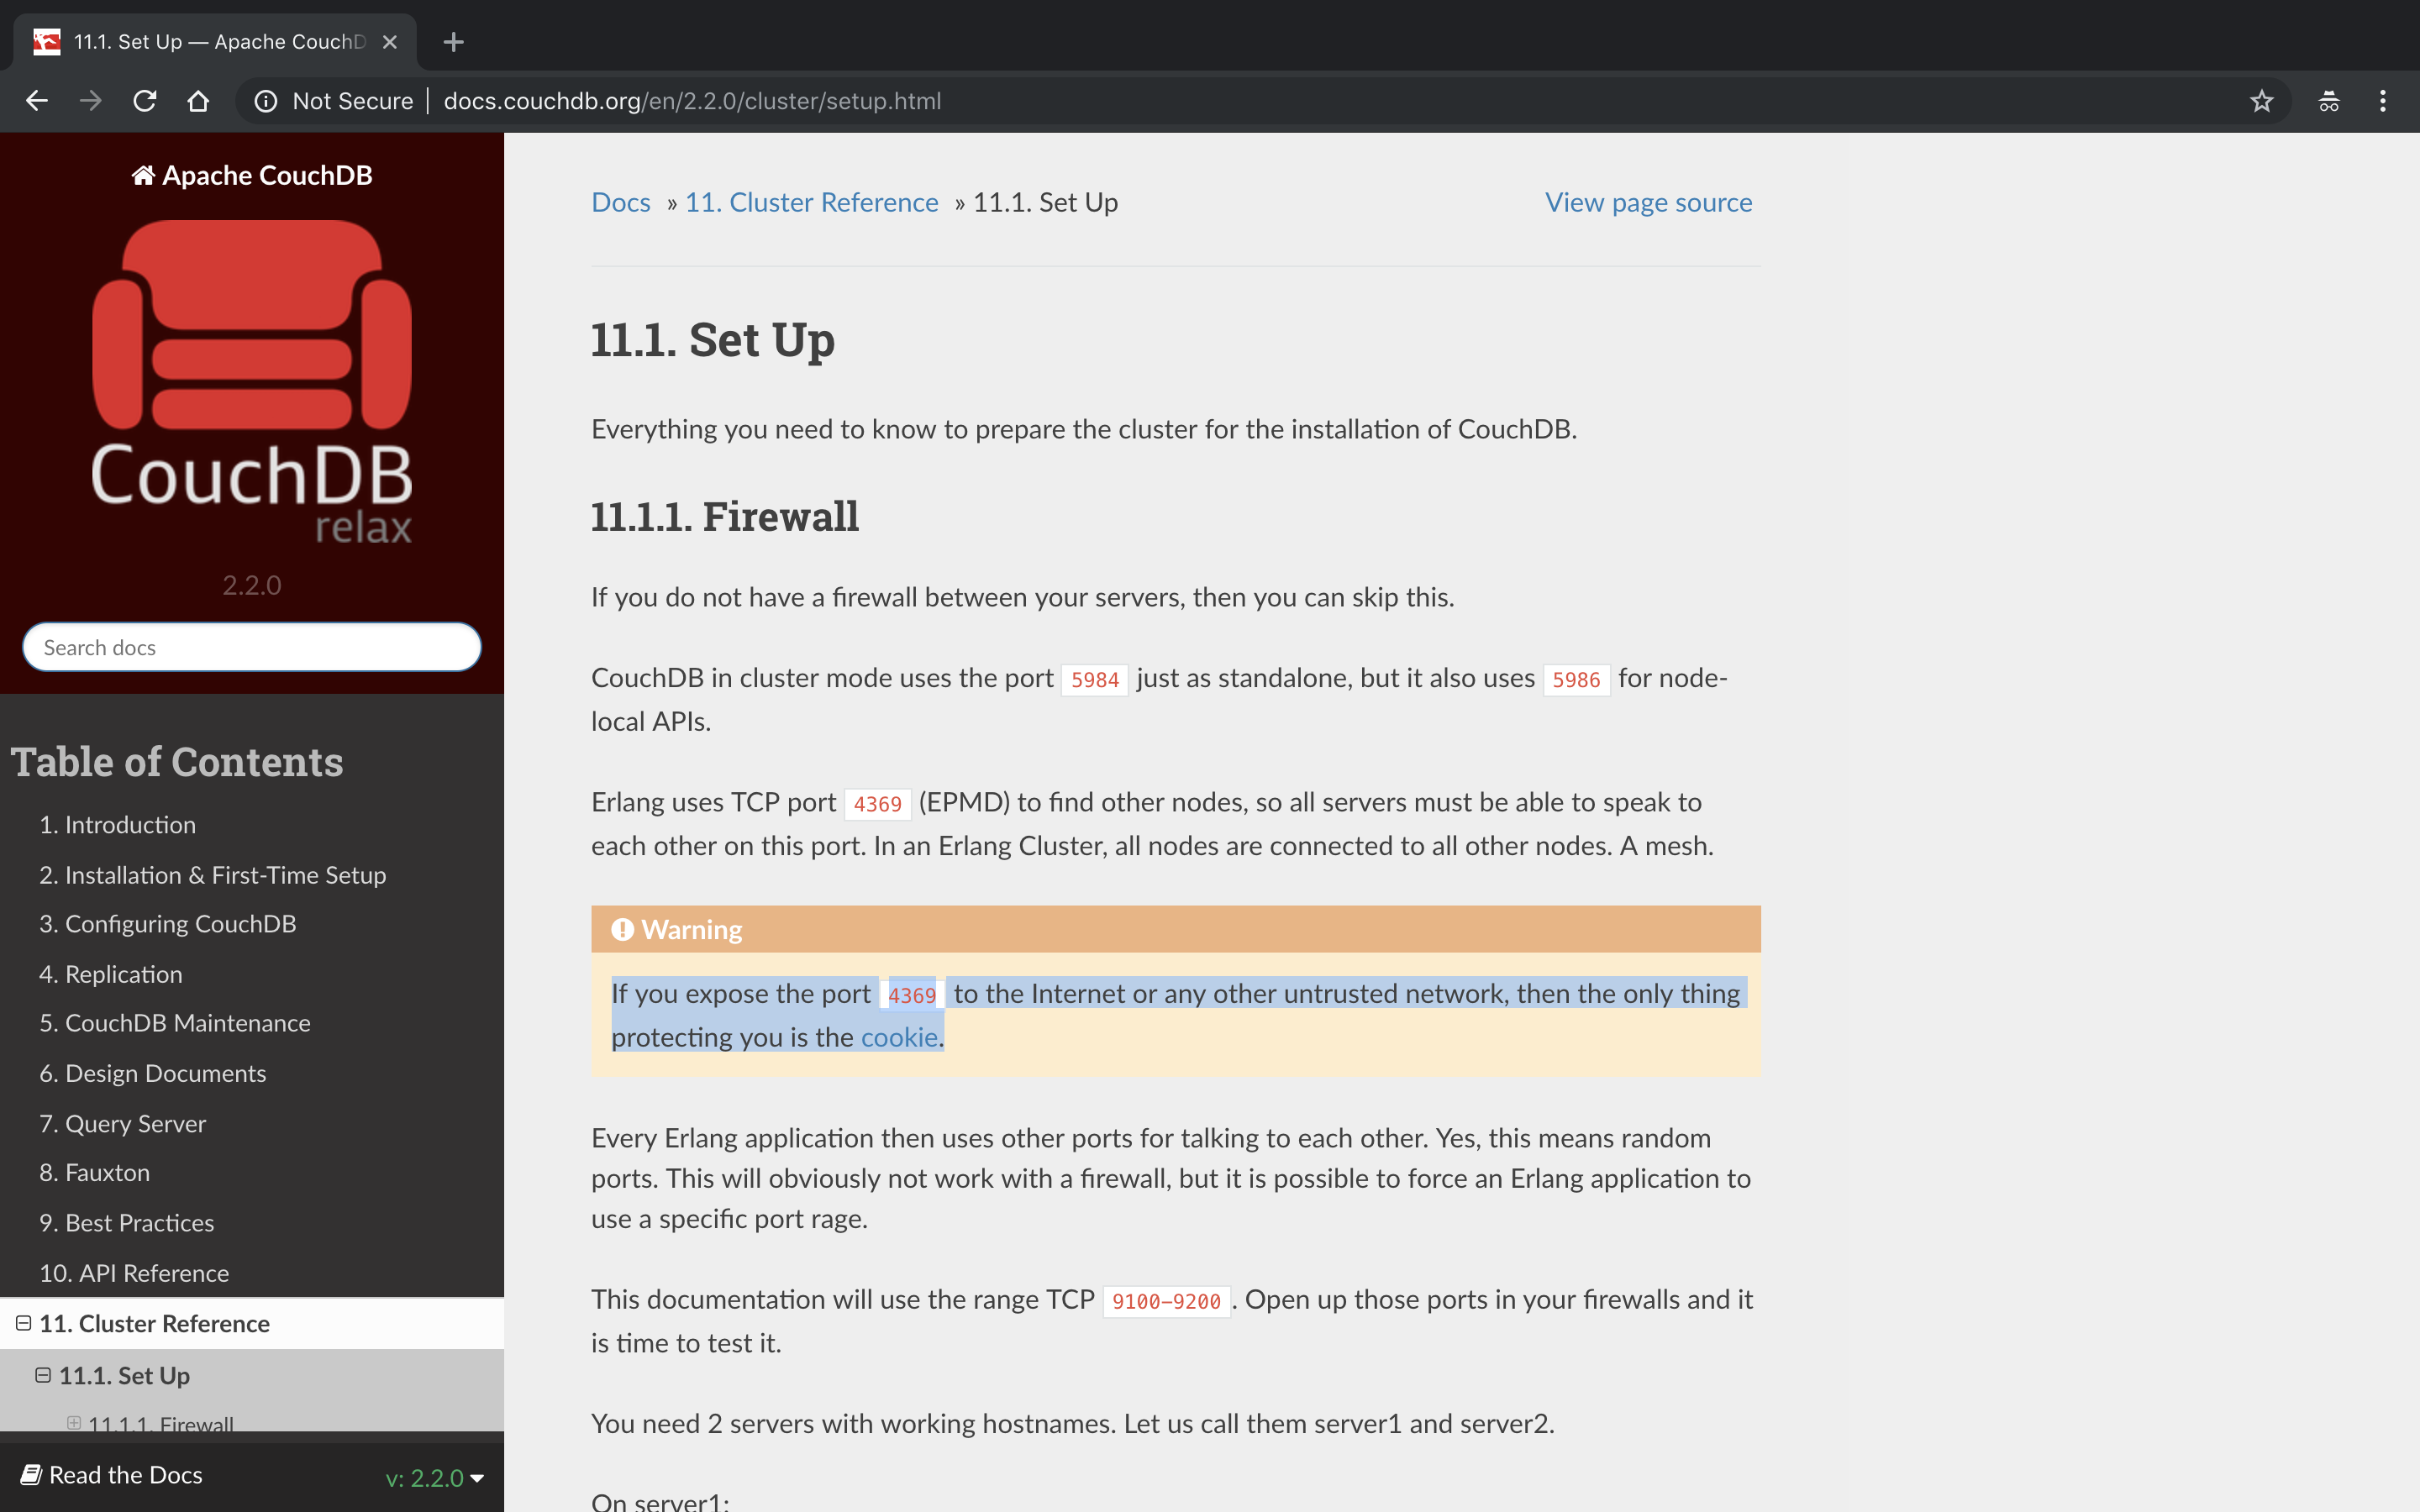 11.1. Set Up — Apache CouchD
Not Secure | docs.couchdb.org/en/2.2.0/cluster/setup.html
Apache CouchDB
CouchDB
relax
2.2.0
Search docs
Table of Contents
1. Introduction
2. Installation & First-Time Setup
3. Configuring CouchDB
4. Replication
5. CouchDB Maintenance
6. Design Documents
7. Query Server
8. Fauxton
9. Best Practices
10. API Reference
11. Cluster Reference
11.1. Set Up
11.1.1. Firewall
Read the Docs v: 2.2.0
Docs » 11. Cluster Reference » 11.1. Set Up View page source
11.1. Set Up
Everything you need to know to prepare the cluster for the installation of CouchDB.
11.1.1. Firewall
If you do not have a firewall between your servers, then you can skip this.
CouchDB in cluster mode uses the port 5984 just as standalone, but it also uses 5986 for node-
local APIs.
Erlang uses TCP port 4369 (EPMD) to find other nodes, so all servers must be able to speak to
each other on this port. In an Erlang Cluster, all nodes are connected to all other nodes. A mesh.
Warning
If you expose the port 4369 to the Internet or any other untrusted network, then the only thing
protecting you is the cookie.
Every Erlang application then uses other ports for talking to each other. Yes, this means random
ports. This will obviously not work with a firewall, but it is possible to force an Erlang application to
use a specific port rage.
This documentation will use the range TCP 9100-9200 . Open up those ports in your firewalls and it
is time to test it.
You need 2 servers with working hostnames. Let us call them server1 and server2.
On server1: